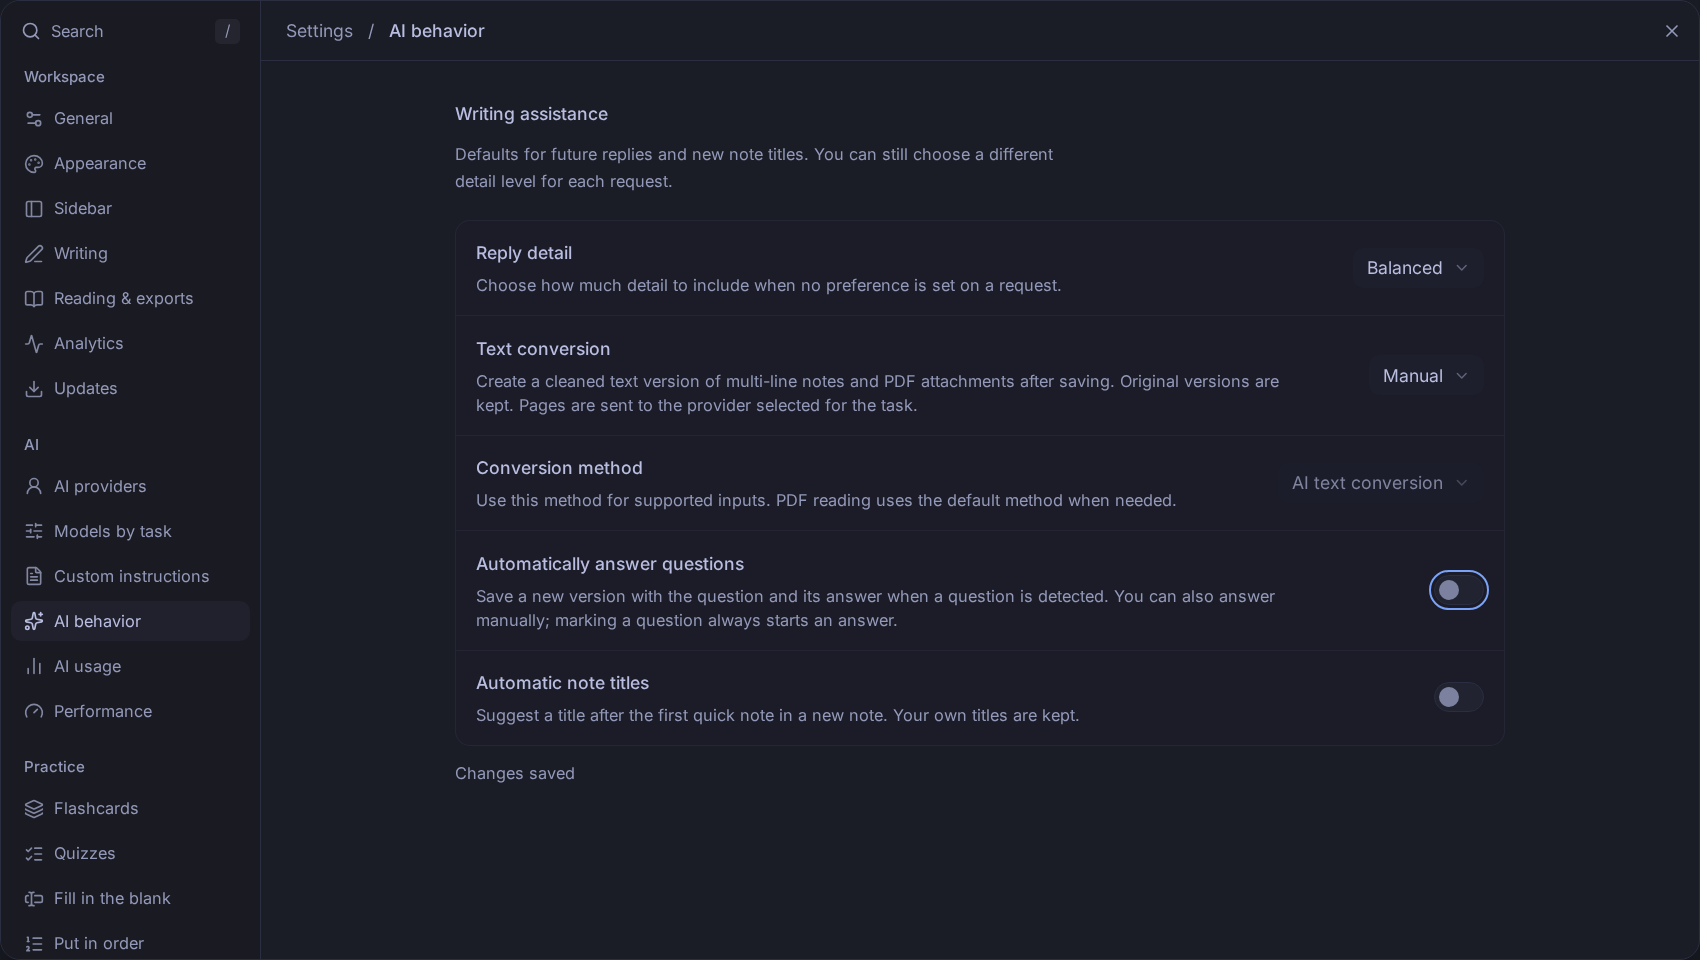 Search /
Workspace
General
Appearance
Sidebar
Writing
Reading & exports
Analytics
Updates
AI
AI providers
Models by task
Custom instructions
AI behavior
AI usage
Performance
Practice
Flashcards
Quizzes
Fill in the blank
Put in order
Settings / AI behavior
Writing assistance
Defaults for future replies and new note titles. You can still choose a different
detail level for each request.
Reply detail
Choose how much detail to include when no preference is set on a request.
Balanced
Text conversion
Create a cleaned text version of multi-line notes and PDF attachments after saving. Original versions are
kept. Pages are sent to the provider selected for the task.
Manual
Conversion method
Use this method for supported inputs. PDF reading uses the default method when needed.
AI text conversion
Automatically answer questions
Save a new version with the question and its answer when a question is detected. You can also answer
manually; marking a question always starts an answer.
Automatic note titles
Suggest a title after the first quick note in a new note. Your own titles are kept.
Changes saved